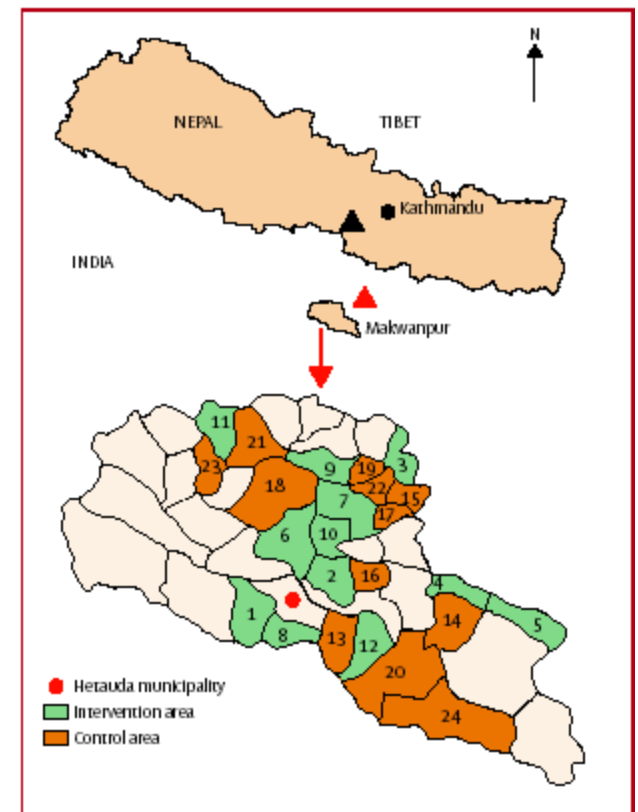 N
NEPAL
TIBET
Kathmandu
INDIA
Makwanpur
11
21
9
19
3
23
18
22
15
7
17
6
10
2
16
4
1
14
5
8
13
12
20
24
Hetauda municipality
Intervention area
Control area